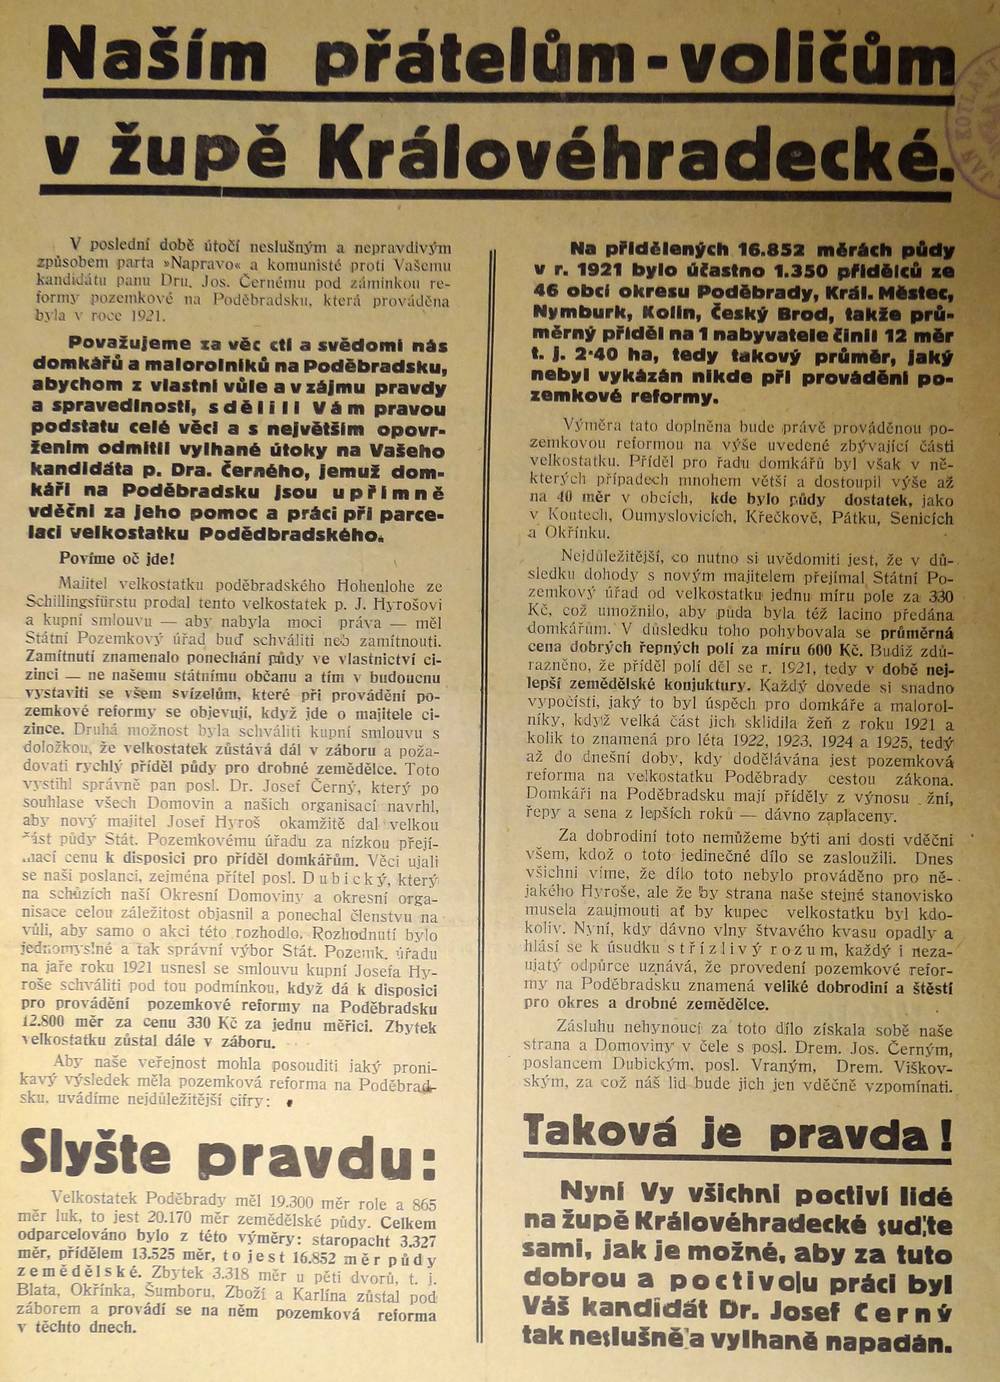 Naším přátelům-voličům
v župě Královéhradecké.
V poslední době útočí neslušným a nepravdivým
způsobem parta »Napravo« a komunisté proti Vašemu
kandidátu panu Dru. Jos. Černému pod záminkou re-
formy pozemkové na Poděbradsku, která prováděna
byla v roce 1921.
Považujeme za věc cti a svědomí nás
domkářů a malorolníků na Poděbradsku,
abychom z vlastní vůle a v zájmu pravdy
a spravedlnosti, sdělili Vám pravou
podstatu celé věci a s největším opovr-
žením odmítli vylhané útoky na Vašeho
kandidáta p. Dra. Černého, jemuž dom-
káři na Poděbradsku jsou upřímně
vděčni za jeho pomoc a práci při parce-
laci velkostatku Podědbradského.
Povíme oč jde!
Majitel velkostatku poděbradského Hohenlohe ze
Schillingsfürstu prodal tento velkostatek p. J. Hyrošovi
a kupní smlouvu — aby nabyla moci práva — měl
Státní Pozemkový úřad buď schváliti neb zamítnouti.
Zamítnutí znamenalo ponechání půdy ve vlastnictví ci-
zinci — ne našemu státnímu občanu a tím v budoucnu
vystaviti se všem svízelům, které při provádění po-
zemkové reformy se objevují, když jde o majitele ci-
zince. Druhá možnost byla schváliti kupní smlouvu s
doložkou, že velkostatek zůstává dál v záboru a požа-
dovati rychlý příděl půdy pro drobné zemědělce. Toto
vystihl správně pan posl. Dr. Josef Černý, který po
souhlase všech Domovin a našich organisací navrhl,
aby nový majitel Josef Hyroš okamžitě dal velkou
část půdy Stát. Pozemkovému úřadu za nízkou přejí-
mací cenu k disposici pro příděl domkářům. Věci ujali
se naši poslanci, zejména přítel posl. Dubický, který
na schůzích naší Okresní Domoviny a okresní orga-
nisace celou záležitost objasnil a ponechal členstvu na
vůli, aby samo o akci této rozhodlo. Rozhodnutí bylo
jednomyslné a tak správní výbor Stát. Pozemk. úřadu
na jaře roku 1921 usnesl se smlouvu kupní Josefa Hy-
roše schváliti pod tou podmínkou, když dá k disposici
pro provádění pozemkové reformy na Poděbradsku
12.800 měr za cenu 330 Kč za jednu měřici. Zbytek
velkostatku zůstal dále v záboru.
Aby naše veřejnost mohla posouditi jaký proni-
kavý výsledek měla pozemková reforma na Poděbrad-
sku, uvádíme nejdůležitější cifry:
Slyšte pravdu:
Velkostatek Poděbrady měl 19.300 měr role a 865
měr luk, to jest 20.170 měr zemědělské půdy. Celkem
odparcelováno bylo z této výměry: staropacht 3.327
měr, přídělem 13.525 měr, to jest 16.852 měr půdy
zemědělské. Zbytek 3.318 měr u pěti dvorů, t. j.
Blata, Okřínka, Šumboru, Zboží a Karlína zůstal pod
záborem a provádí se na něm pozemková reforma
v těchto dnech.
Na přidělených 16.852 měrách půdy
v r. 1921 bylo účastno 1.350 přídělců ze
46 obcí okresu Poděbrady, Král. Městec,
Nymburk, Kolín, Český Brod, takže prů-
měrný příděl na 1 nabyvatele činil 12 měr
t. j. 2·40 ha, tedy takový průměr, jaký
nebyl vykázán nikde při provádění po-
zemkové reformy.
Výměra tato doplněna bude právě prováděnou po-
zemkovou reformou na výše uvedené zbývající části
velkostatku. Příděl pro řadu domkářů byl však v ně-
kterých případech mnohem větší a dostoupil výše až
na 40 měr v obcích, kde bylo půdy dostatek, jako
v Koutech, Oumyslovicích, Křečkově, Pátku, Senicích
a Okřínku.
Nejdůležitější, co nutno si uvědomiti jest, že v dů-
sledku dohody s novým majitelem přejímal Státní Po-
zemkový úřad od velkostatku jednu míru pole za 330
Kč, což umožnilo, aby půda byla též lacino předána
domkářům. V důsledku toho pohybovala se průměrná
cena dobrých řepných polí za míru 600 Kč. Budiž zdů-
razněno, že příděl polí děl se r. 1921, tedy v době nej-
lepší zemědělské konjuktury. Každý dovede si snadno
vypočísti, jaký to byl úspěch pro domkáře a malorol-
níky, když velká část jich sklidila žeň z roku 1921 a
kolik to znamená pro léta 1922, 1923, 1924 a 1925, tedy
až do dnešní doby, kdy dodělávána jest pozemková
reforma na velkostatku Poděbrady cestou zákona.
Domkáři na Poděbradsku mají příděly z výnosu žní,
řepy a sena z lepších roků — dávno zaplaceny.
Za dobrodiní toto nemůžeme býti ani dosti vděčni
všem, kdož o toto jedinečné dílo se zasloužili. Dnes
všichni víme, že dílo toto nebylo prováděno pro ně-
jakého Hyroše, ale že by strana naše stejné stanovisko
musela zaujmouti ať by kupec velkostatku byl kdo-
koliv. Nyní, kdy dávno vlny štvavého kvasu opadly a
hlásí se k úsudku střízlivý rozum, každý i neza-
ujatý odpůrce uznává, že provedení pozemkové refor-
my na Poděbradsku znamená veliké dobrodiní a štěstí
pro okres a drobné zemědělce.
Zásluhu nehynoucí za toto dílo získala sobě naše
strana a Domoviny v čele s posl. Drem. Jos. Černým,
poslancem Dubickým, posl. Vraným, Drem. Viškov-
ským, za což náš lid bude jich jen vděčně vzpomínati.
Taková je pravda!
Nyní Vy všichni poctiví lidé
na župě Královéhradecké suďte
sami, jak je možné, aby za tuto
dobrou a poctivou práci byl
Váš kandidát Dr. Josef Černý
tak neslušně a vylhaně napadán.
JAN KOTLANT